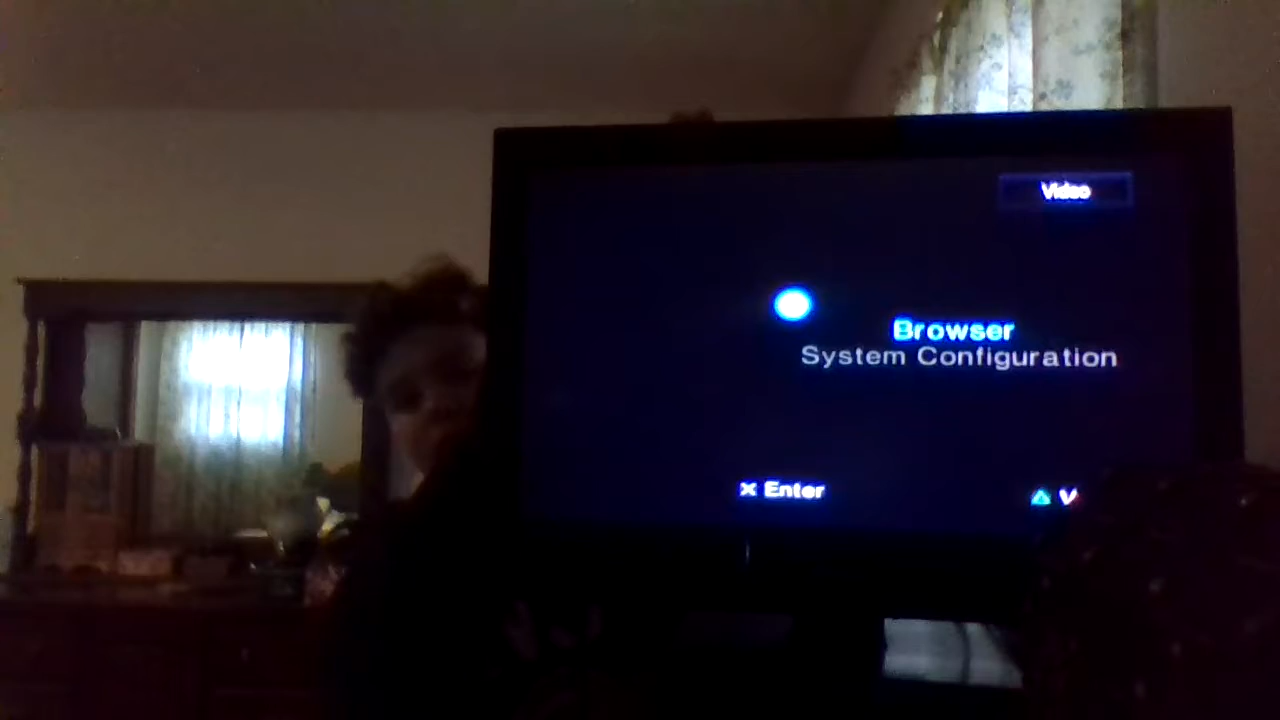 Video
Browser
System Configuration
× Enter
△ V